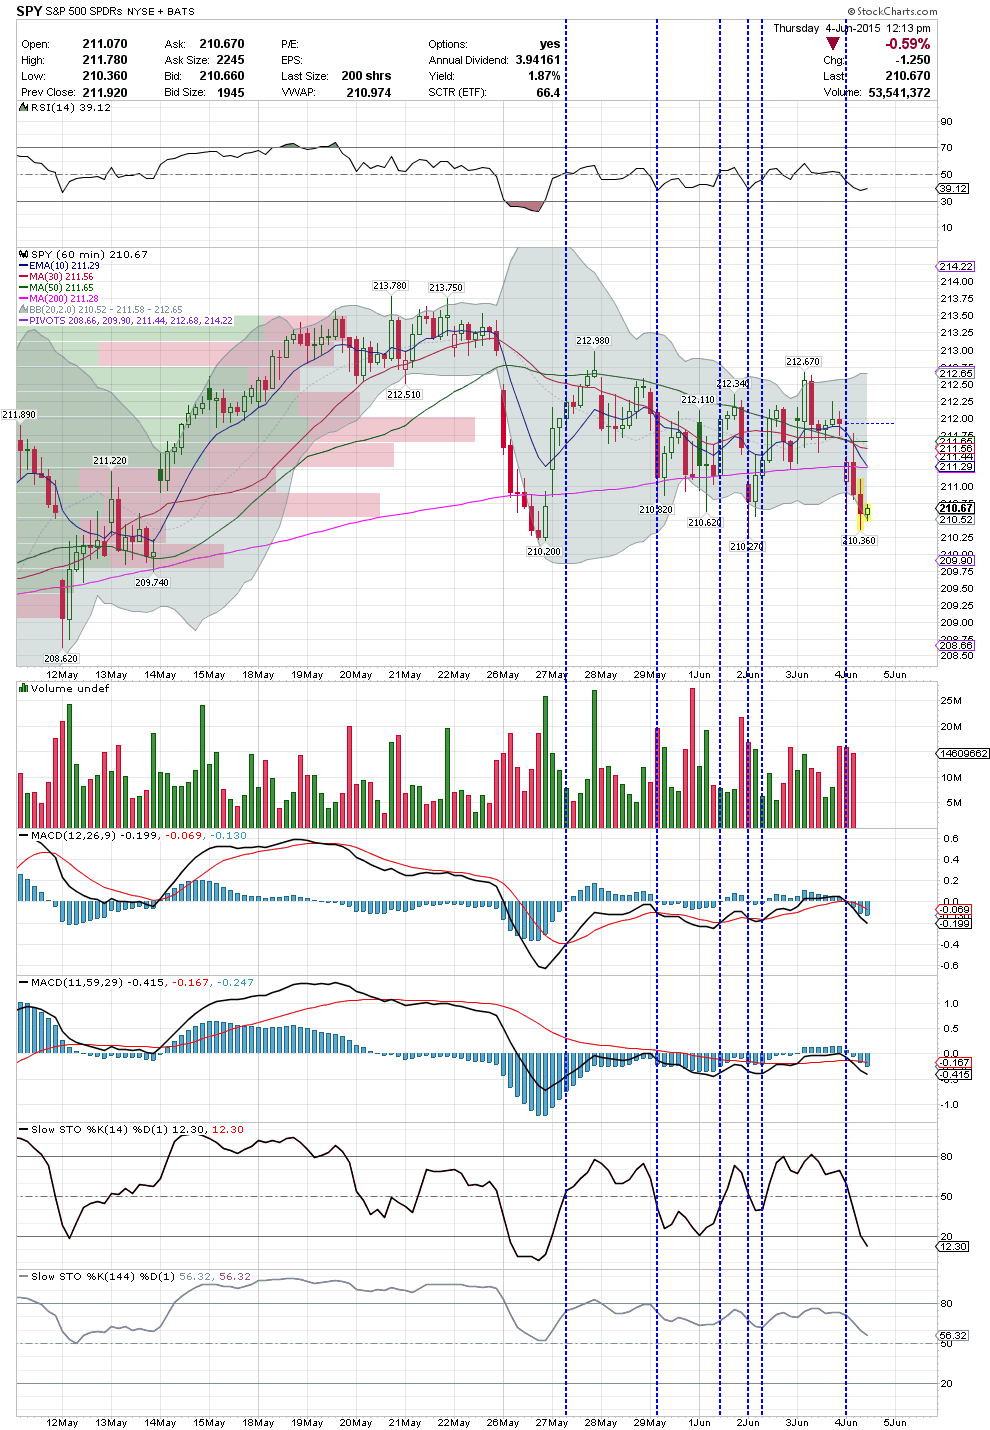 SPY S&P 500 SPDRs NYSE + BATS
© StockCharts.com
Thursday 4-Jun-2015 12:13 pm
Open: 211.070 Ask: 210.670 P/E: Options: yes -0.59%
High: 211.780 Ask Size: 2245 EPS: Annual Dividend: 3.94161 Chg: -1.250
Low: 210.360 Bid: 210.660 Last Size: 200 shrs Yield: 1.87% Last: 210.670
Prev Close: 211.920 Bid Size: 1945 VWAP: 210.974 SCTR (ETF): 66.4 Volume: 53,541,372
RSI(14) 39.12
90
70
50
39.12
30
10
SPY (60 min) 210.67
EMA(10) 211.29
MA(30) 211.56
MA(50) 211.65
MA(200) 211.28
BB(20,2.0) 210.52 - 211.58 - 212.65
PIVOTS 208.66, 209.90, 211.44, 212.68, 214.22
214.22
214.00
213.75
213.50
213.25
213.00
212.65
212.50
212.25
212.00
211.75
211.65
211.56
211.44
211.29
211.00
210.67
210.52
210.25
210.00
209.90
209.75
209.50
209.25
209.00
208.75
208.66
208.50
213.780
213.750
212.980
212.670
212.340
212.110
212.510
211.890
211.220
210.820
210.620
210.200
210.270
210.360
209.740
208.620
12May 13May 14May 15May 18May 19May 20May 21May 22May 26May 27May 28May 29May 1Jun 2Jun 3Jun 4Jun 5Jun
Volume undef
25M
20M
14609662
10M
5M
MACD(12,26,9) -0.199, -0.069, -0.130
0.6
0.4
0.2
0.0
-0.069
-0.199
-0.4
-0.6
MACD(11,59,29) -0.415, -0.167, -0.247
1.0
0.5
0.0
-0.167
-0.415
-0.5
-1.0
Slow STO %K(14) %D(1) 12.30, 12.30
80
50
20
12.30
Slow STO %K(144) %D(1) 56.32, 56.32
80
56.32
50
20
12May 13May 14May 15May 18May 19May 20May 21May 22May 26May 27May 28May 29May 1Jun 2Jun 3Jun 4Jun 5Jun